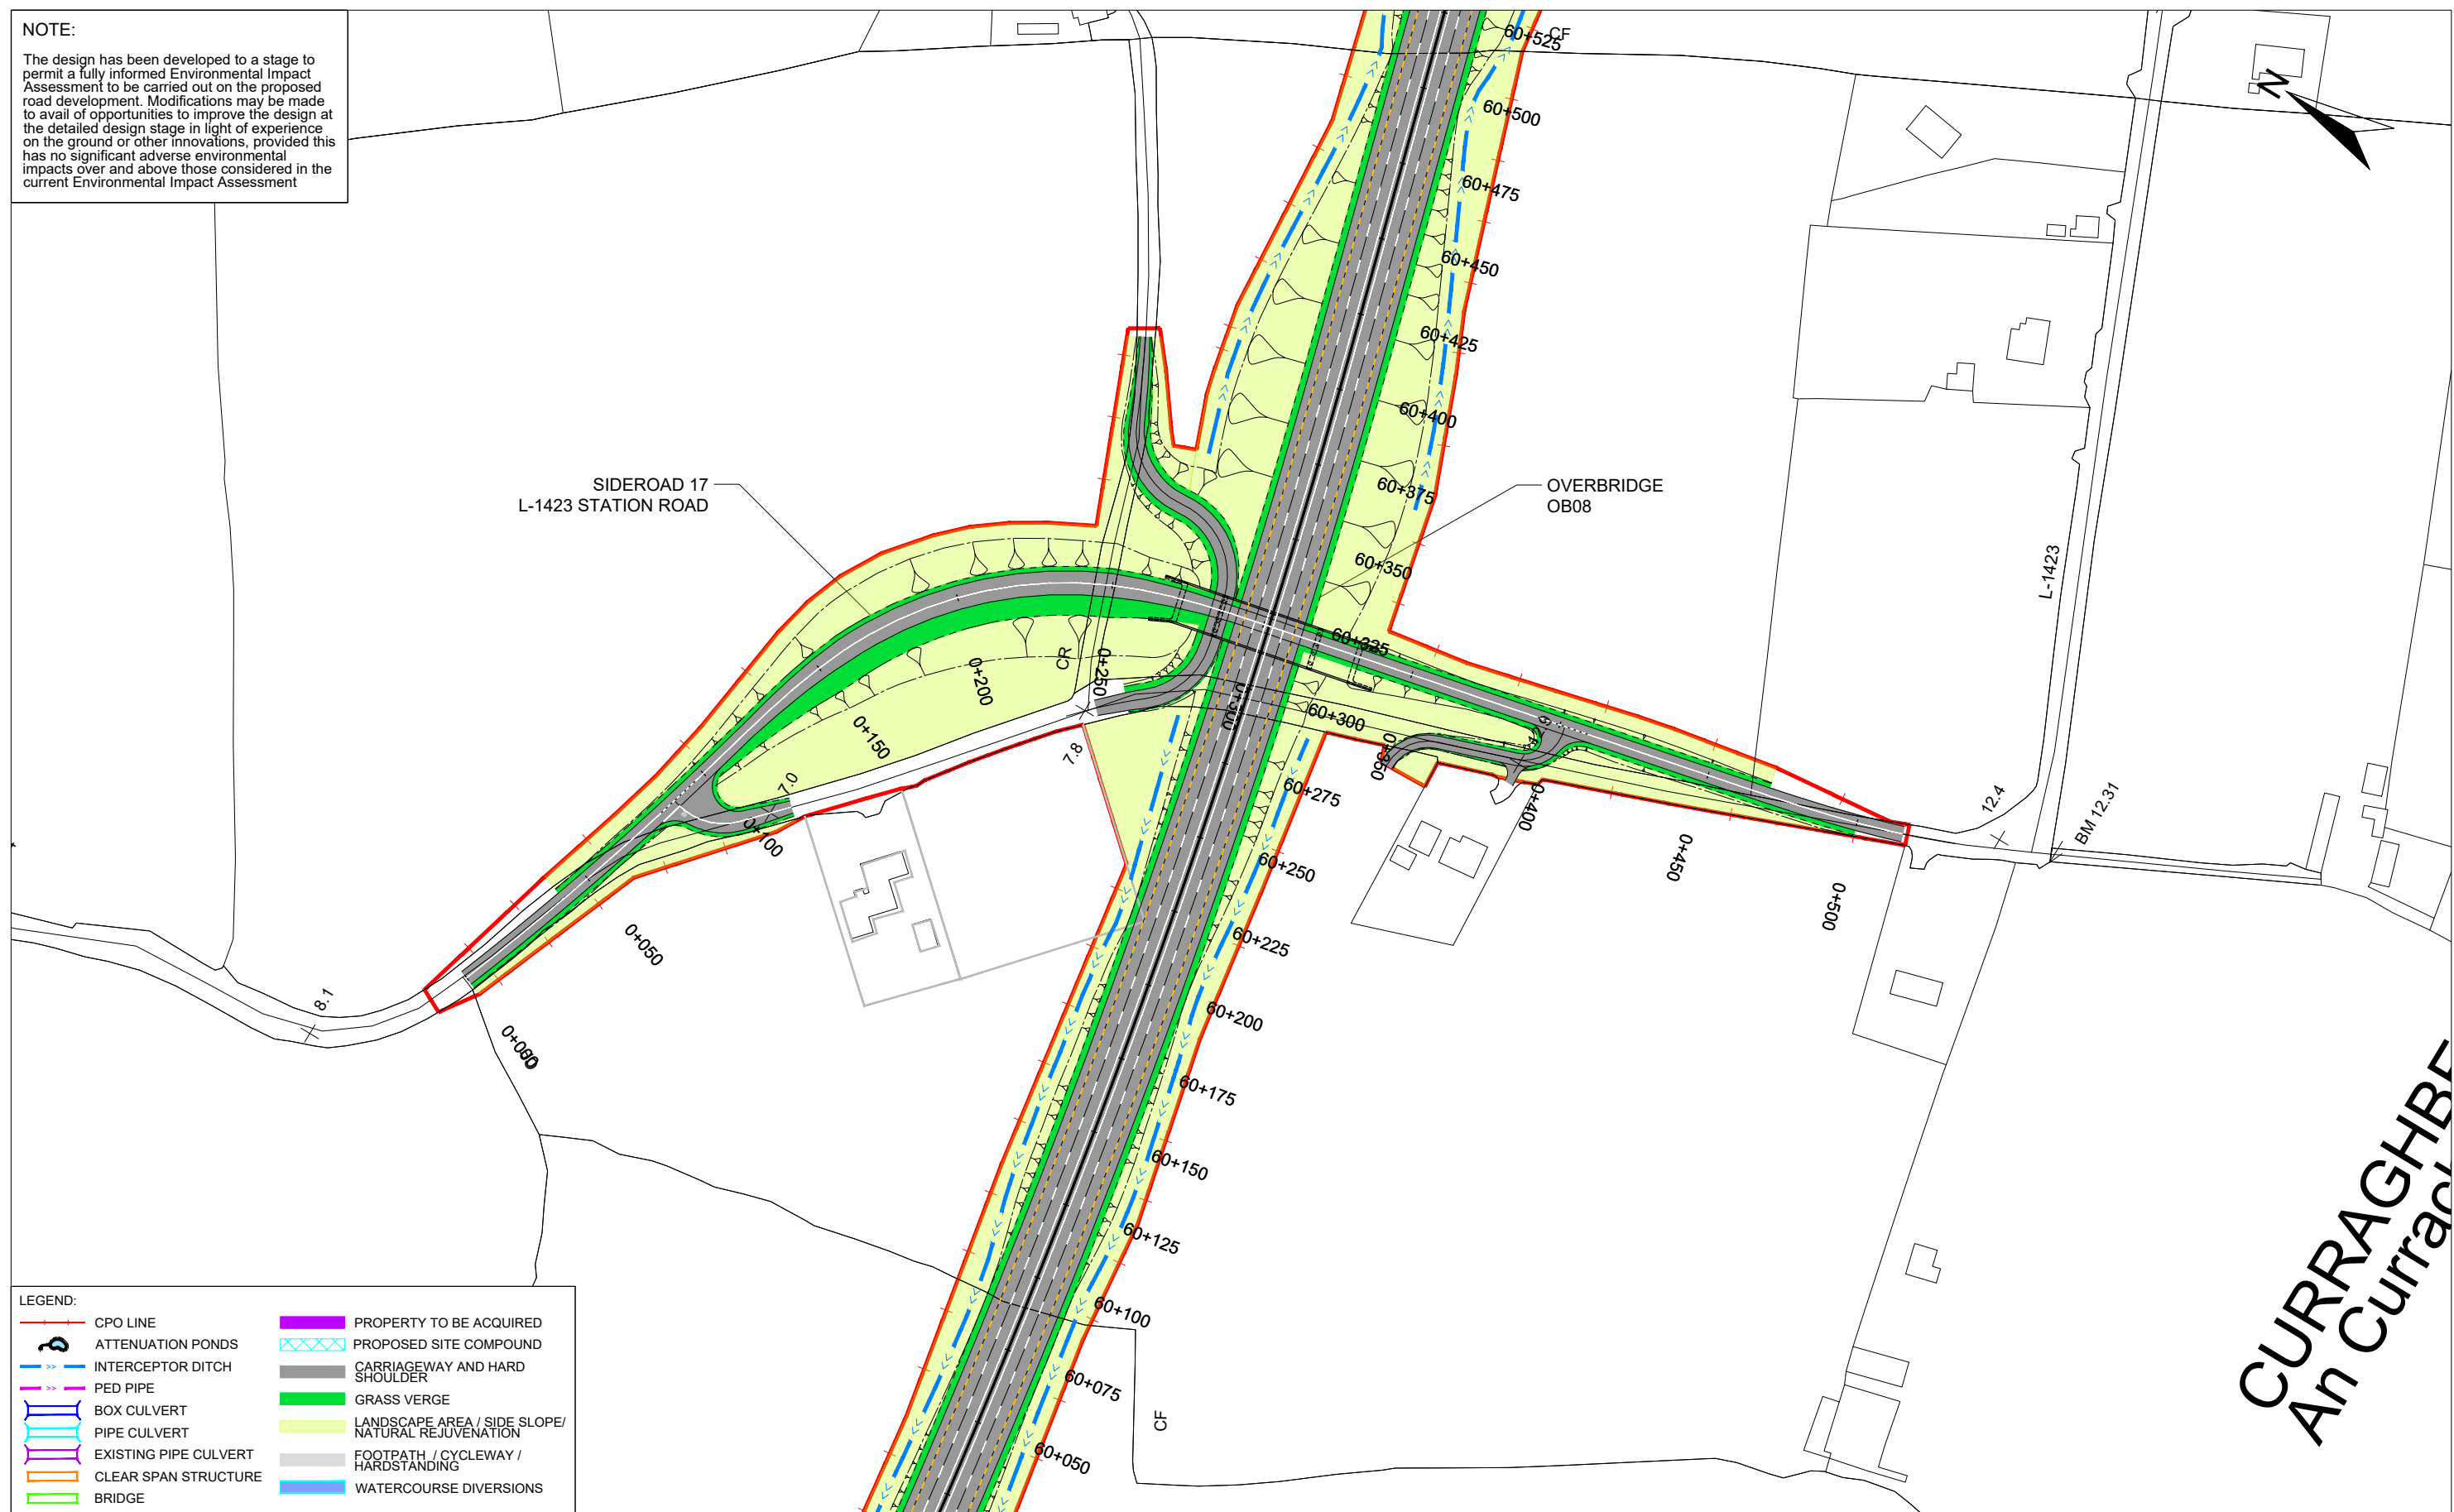 NOTE:
The design has been developed to a stage to
permit a fully informed Environmental Impact
Assessment to be carried out on the proposed
road development. Modifications may be made
to avail of opportunities to improve the design at
the detailed design stage in light of experience
on the ground or other innovations, provided this
has no significant adverse environmental
impacts over and above those considered in the
current Environmental Impact Assessment
60+525
CF
60+500
60+475
60+450
60+425
60+400
60+375
60+350
60+325
60+300
60+275
60+250
60+225
60+200
60+175
60+150
60+125
60+100
60+075
60+050
N
SIDEROAD 17
L-1423 STATION ROAD
OVERBRIDGE
OB08
L-1423
CR
0+000
0+050
0+100
0+150
0+200
0+250
0+300
0+350
0+400
0+450
0+500
8.1
7.0
7.8
12.4
BM 12.31
CF
CURRAGHBE
An Currach
LEGEND:
CPO LINE
ATTENUATION PONDS
INTERCEPTOR DITCH
PED PIPE
BOX CULVERT
PIPE CULVERT
EXISTING PIPE CULVERT
CLEAR SPAN STRUCTURE
BRIDGE
PROPERTY TO BE ACQUIRED
PROPOSED SITE COMPOUND
CARRIAGEWAY AND HARD
SHOULDER
GRASS VERGE
LANDSCAPE AREA / SIDE SLOPE/
NATURAL REJUVENATION
FOOTPATH / CYCLEWAY /
HARDSTANDING
WATERCOURSE DIVERSIONS